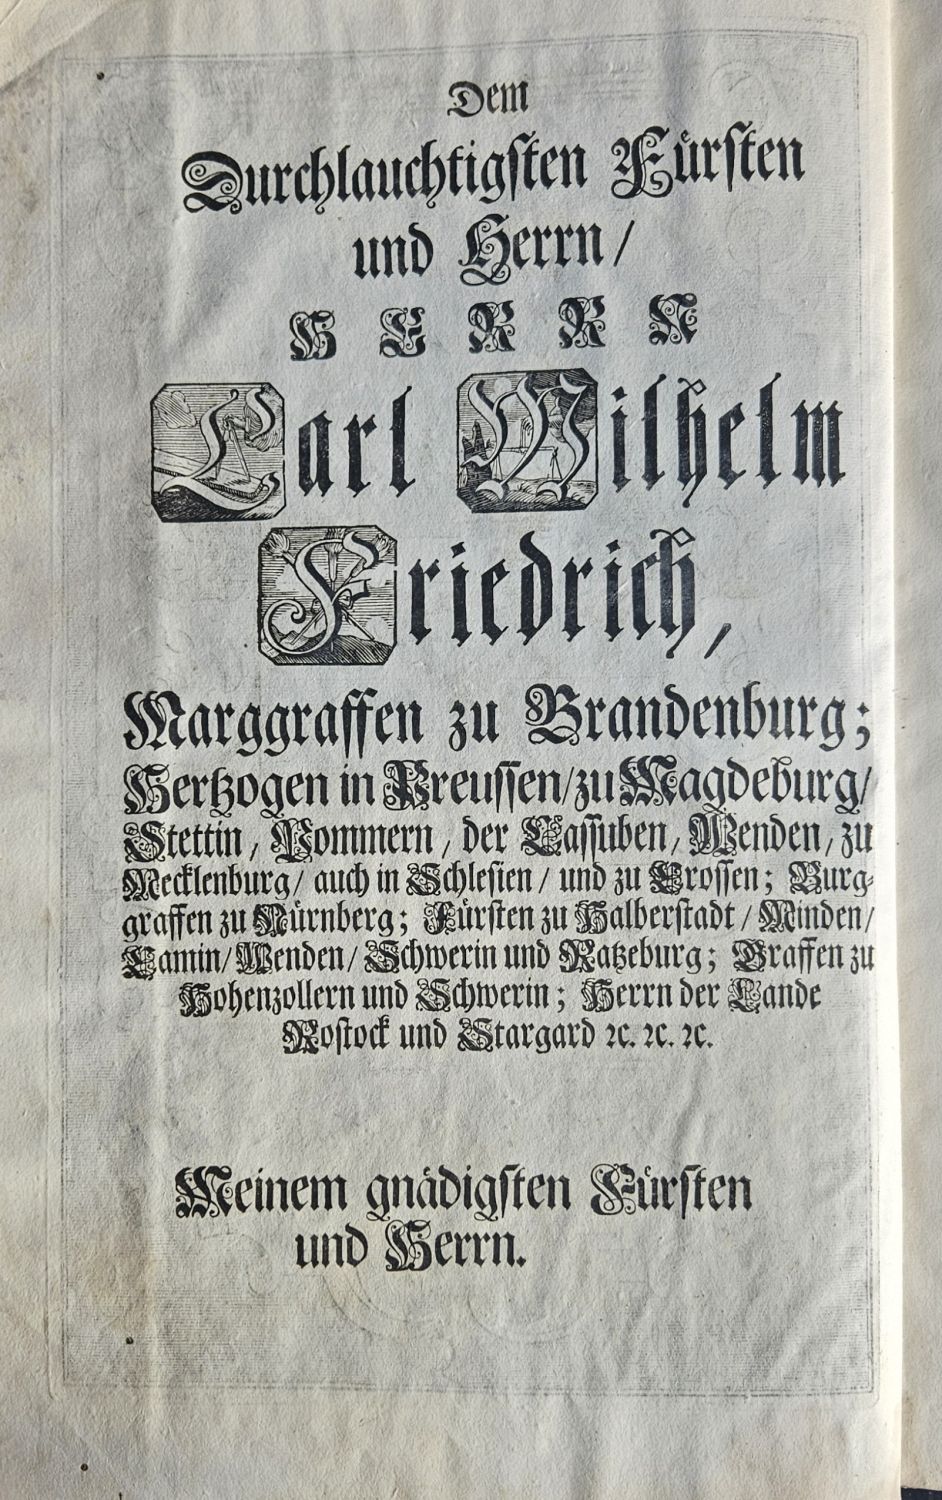 Dem
Durchlauchtigsten Fürsten
und Herrn/
HERRN
Carl Wilhelm
Friedrich,
Marggraffen zu Brandenburg;
Hertzogen in Preussen/zu Magdeburg/
Stettin, Pommern, der Cassuben, Wenden, zu
Mecklenburg/ auch in Schlesien/ und zu Crossen; Burg-
graffen zu Nürnberg; Fürsten zu Halberstadt/ Minden/
Camin/ Wenden/ Schwerin und Ratzeburg; Graffen zu
Hohenzollern und Schwerin; Herrn der Lande
Rostock und Stargard ꝛc. ꝛc. ꝛc.
Meinem gnädigsten Fürsten
und Herrn.